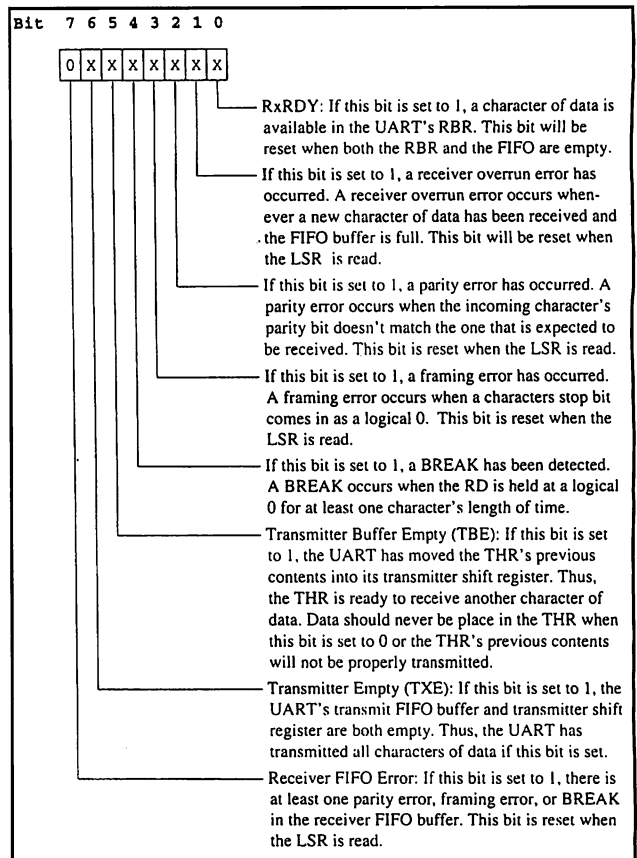 Bit 7 6 5 4 3 2 1 0
0 X X X X X X X
RxRDY: If this bit is set to 1, a character of data is
available in the UART's RBR. This bit will be
reset when both the RBR and the FIFO are empty.
If this bit is set to 1, a receiver overrun error has
occurred. A receiver overrun error occurs when-
ever a new character of data has been received and
the FIFO buffer is full. This bit will be reset when
the LSR is read.
If this bit is set to 1, a parity error has occurred. A
parity error occurs when the incoming character's
parity bit doesn't match the one that is expected to
be received. This bit is reset when the LSR is read.
If this bit is set to 1, a framing error has occurred.
A framing error occurs when a characters stop bit
comes in as a logical 0. This bit is reset when the
LSR is read.
If this bit is set to 1, a BREAK has been detected.
A BREAK occurs when the RD is held at a logical
0 for at least one character's length of time.
Transmitter Buffer Empty (TBE): If this bit is set
to 1, the UART has moved the THR's previous
contents into its transmitter shift register. Thus,
the THR is ready to receive another character of
data. Data should never be place in the THR when
this bit is set to 0 or the THR's previous contents
will not be properly transmitted.
Transmitter Empty (TXE): If this bit is set to 1, the
UART's transmit FIFO buffer and transmitter shift
register are both empty. Thus, the UART has
transmitted all characters of data if this bit is set.
Receiver FIFO Error: If this bit is set to 1, there is
at least one parity error, framing error, or BREAK
in the receiver FIFO buffer. This bit is reset when
the LSR is read.